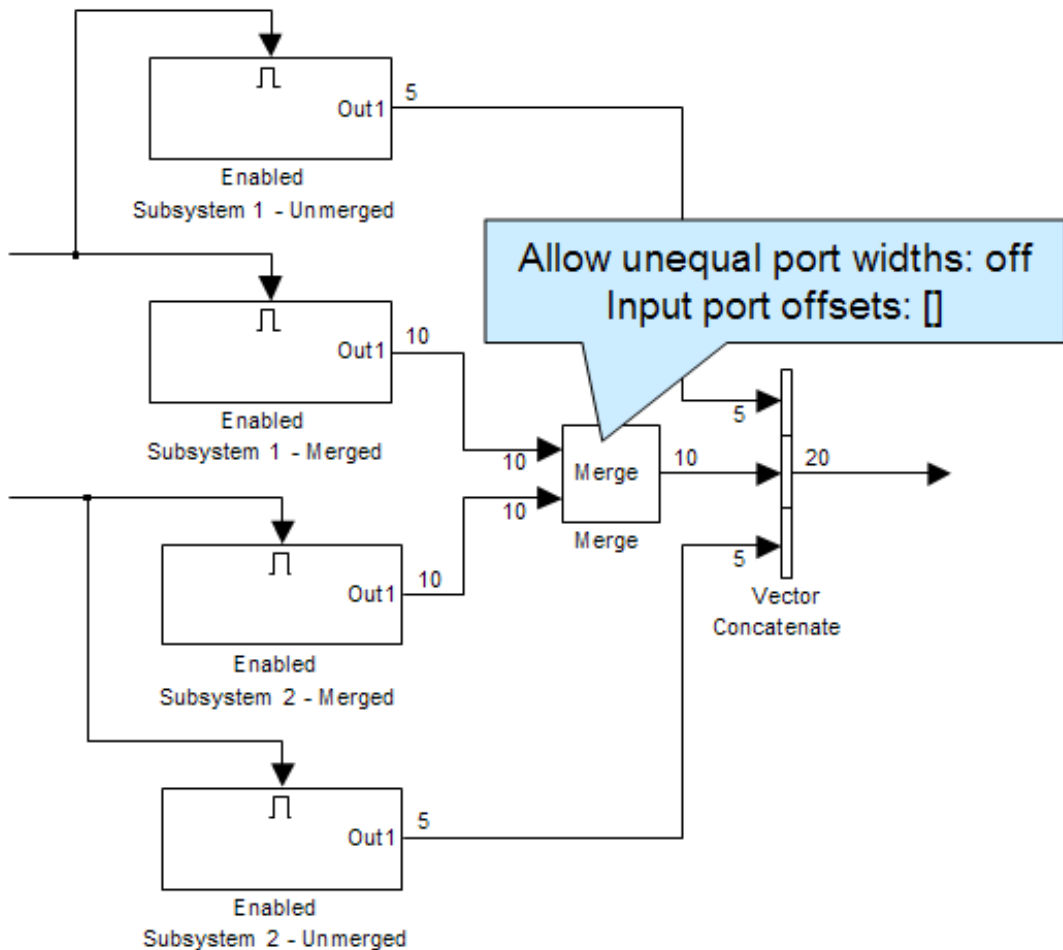 Out1
5
Enabled
Subsystem 1 - Unmerged
Allow unequal port widths: off
Input port offsets: []
Out1
10
Enabled
Subsystem 1 - Merged
5
10
10
Merge
10
20
Merge
Out1
10
5
Vector
Concatenate
Enabled
Subsystem 2 - Merged
Out1
5
Enabled
Subsystem 2 - Unmerged